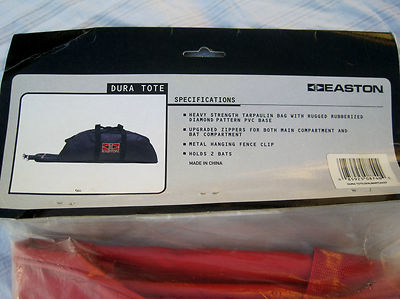 DURA TOTE
EASTON
SPECIFICATIONS
HEAVY STRENGTH TARPAULIN BAG WITH RUGGED RUBBERIZED
DIAMOND PATTERN PVC BASE
UPGRADED ZIPPERS FOR BOTH MAIN COMPARTMENT AND
BAT COMPARTMENT
METAL HANGING FENCE CLIP
HOLDS 2 BATS
MADE IN CHINA
EASTON